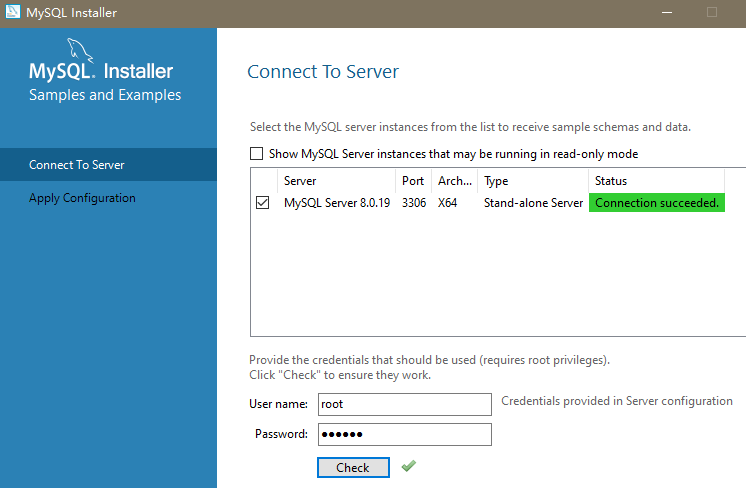 MySQL Installer
MySQL. Installer
Samples and Examples
Connect To Server
Apply Configuration
Connect To Server
Select the MySQL server instances from the list to receive sample schemas and data.
Show MySQL Server instances that may be running in read-only mode
Server Port Arch... Type Status
MySQL Server 8.0.19 3306 X64 Stand-alone Server Connection succeeded.
Provide the credentials that should be used (requires root privileges).
Click "Check" to ensure they work.
User name: root Credentials provided in Server configuration
Password: ●●●●●●
Check